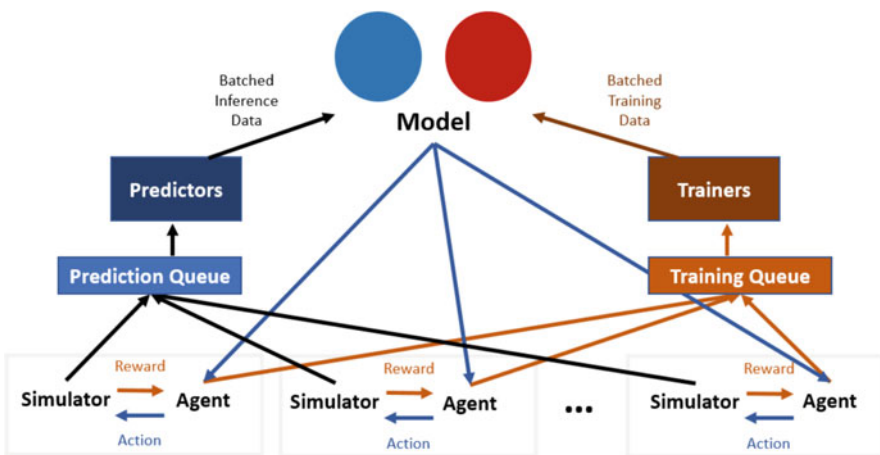 Batched
Inference
Data
Batched
Training
Data
Model
Predictors
Trainers
Prediction Queue
Training Queue
Reward
Simulator
Agent
Action
Reward
Simulator
Agent
Action
...
Reward
Simulator
Agent
Action